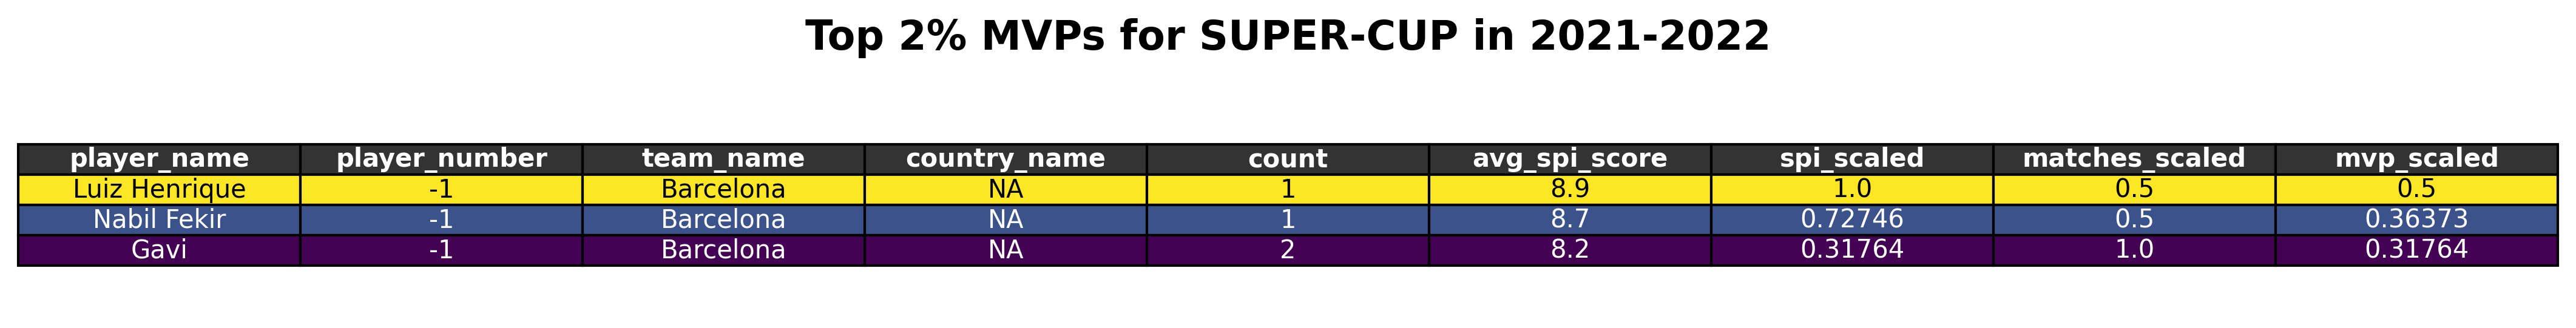 Top 2% MVPs for SUPER-CUP in 2021-2022
player_name player_number team_name country_name count avg_spi_score spi_scaled matches_scaled mvp_scaled
Luiz Henrique -1 Barcelona NA 1 8.9 1.0 0.5 0.5
Nabil Fekir -1 Barcelona NA 1 8.7 0.72746 0.5 0.36373
Gavi -1 Barcelona NA 2 8.2 0.31764 1.0 0.31764